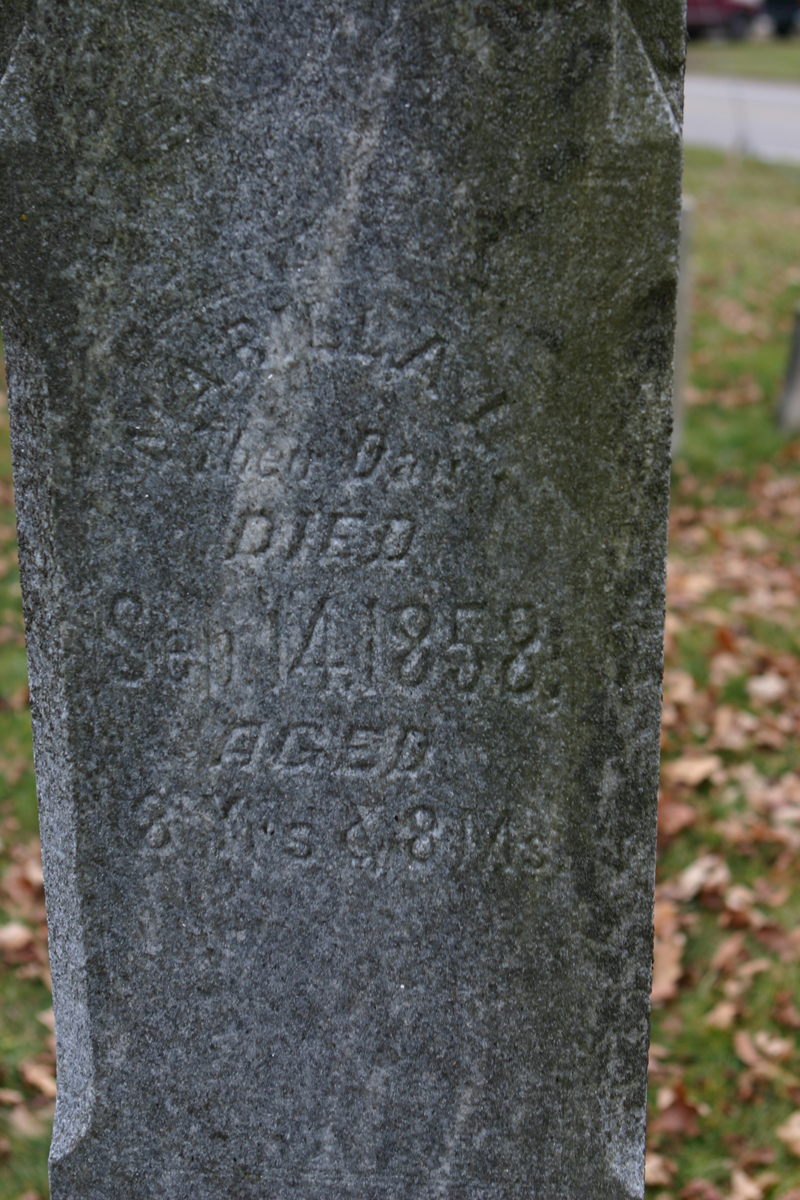 Their Dau.
DIED
Sep 14, 1858,
AGED
8 Yrs & 8 Ms